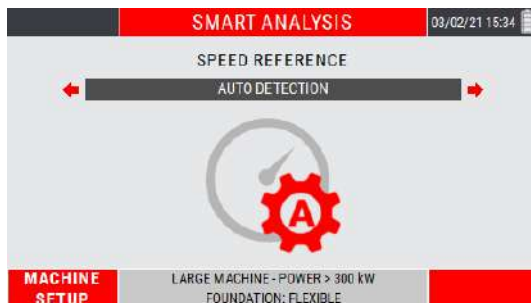 SMART ANALYSIS
03/02/21 15:34
SPEED REFERENCE
AUTO DETECTION
A
MACHINE SETUP
LARGE MACHINE - POWER > 300 kW
FOUNDATION: FLEXIBLE